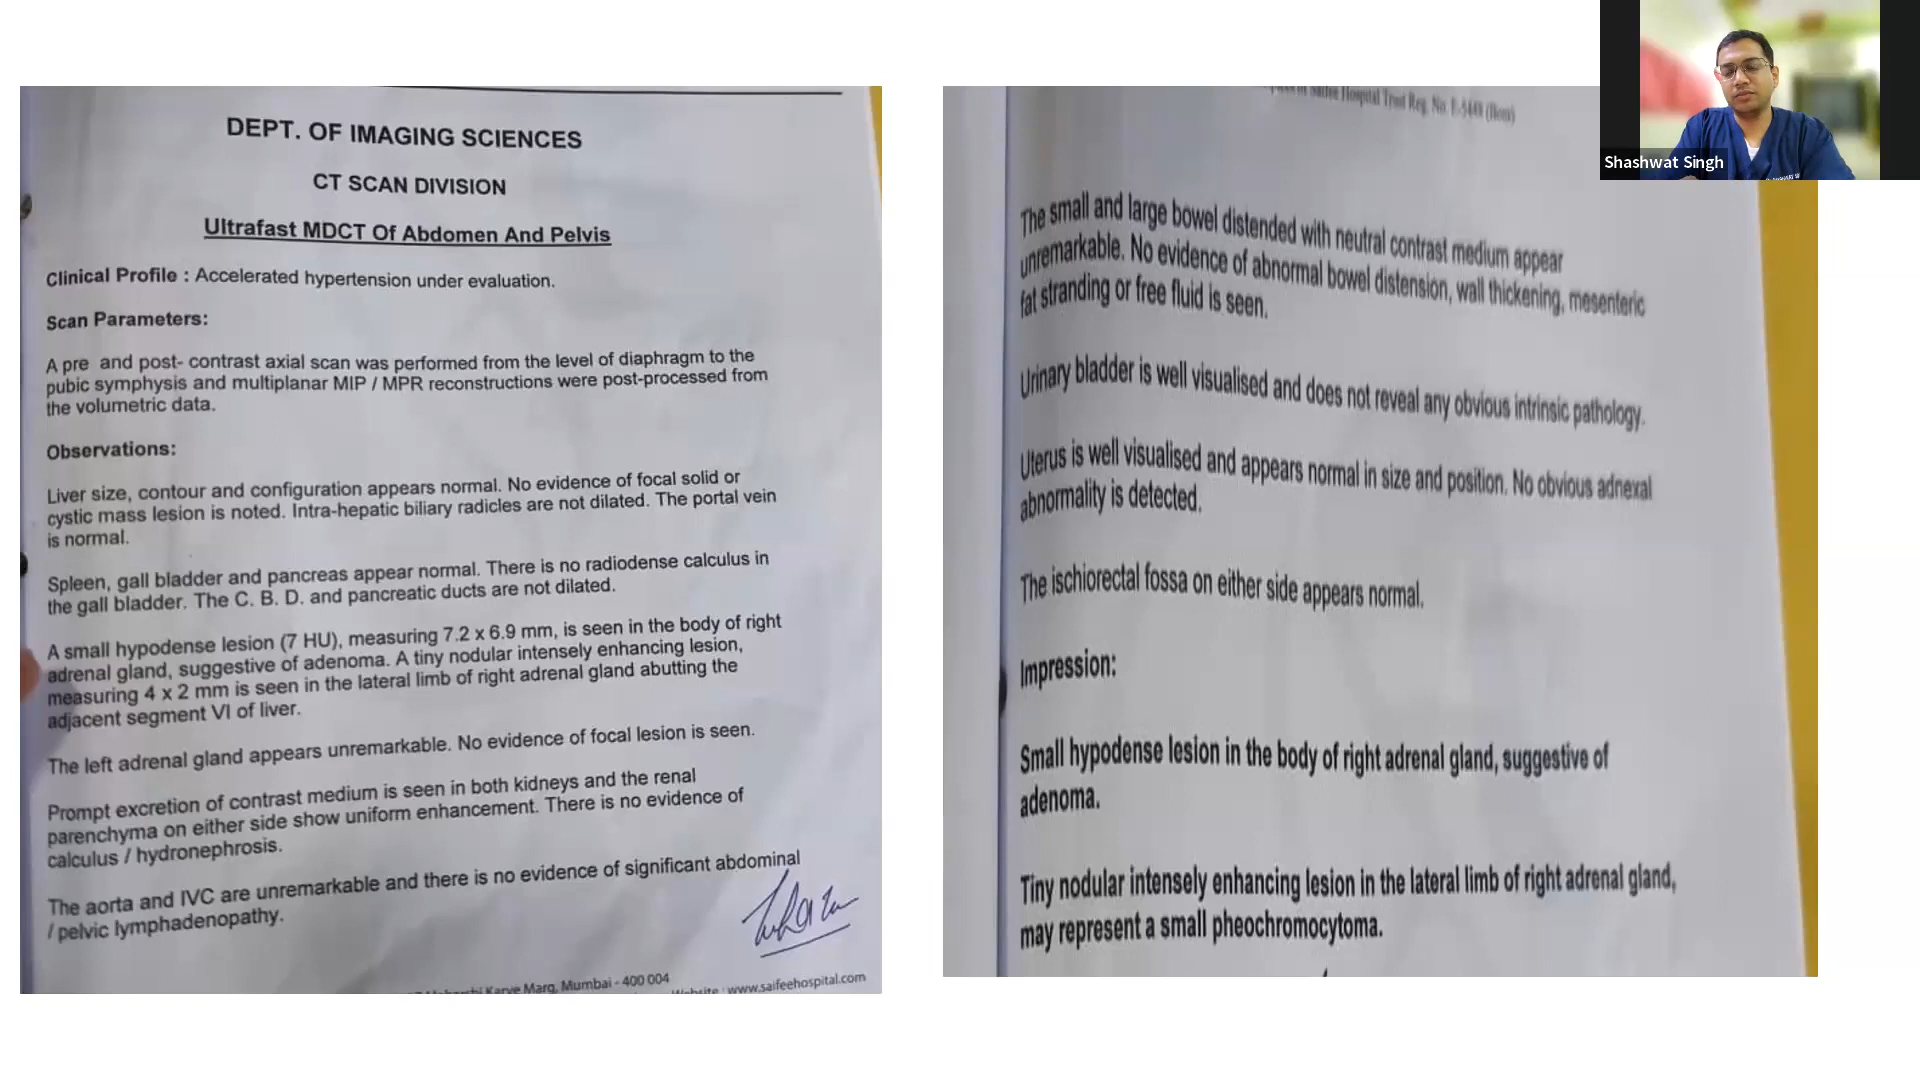 DEPT. OF IMAGING SCIENCES
CT SCAN DIVISION
Ultrafast MDCT Of Abdomen And Pelvis
Clinical Profile : Accelerated hypertension under evaluation.
Scan Parameters:
A pre and post- contrast axial scan was performed from the level of diaphragm to the
pubic symphysis and multiplanar MIP / MPR reconstructions were post-processed from
the volumetric data.
Observations:
Liver size, contour and configuration appears normal. No evidence of focal solid or
cystic mass lesion is noted. Intra-hepatic biliary radicles are not dilated. The portal vein
is normal.
Spleen, gall bladder and pancreas appear normal. There is no radiodense calculus in
the gall bladder. The C. B. D. and pancreatic ducts are not dilated.
A small hypodense lesion (7 HU), measuring 7.2 x 6.9 mm, is seen in the body of right
adrenal gland, suggestive of adenoma. A tiny nodular intensely enhancing lesion,
measuring 4 x 2 mm is seen in the lateral limb of right adrenal gland abutting the
adjacent segment VI of liver.
The left adrenal gland appears unremarkable. No evidence of focal lesion is seen.
Prompt excretion of contrast medium is seen in both kidneys and the renal
parenchyma on either side show uniform enhancement. There is no evidence of
calculus / hydronephrosis.
The aorta and IVC are unremarkable and there is no evidence of significant abdominal
/ pelvic lymphadenopathy.
Karve Marg, Mumbai - 400 004
Website : www.saifeehospital.com
Saifee Hospital Trust Reg. No.
The small and large bowel distended with neutral contrast medium appear
unremarkable. No evidence of abnormal bowel distension, wall thickening, mesenteric
fat stranding or free fluid is seen.
Urinary bladder is well visualised and does not reveal any obvious intrinsic pathology.
Uterus is well visualised and appears normal in size and position. No obvious adnexal
abnormality is detected.
The ischiorectal fossa on either side appears normal.
Impression:
Small hypodense lesion in the body of right adrenal gland, suggestive of
adenoma.
Tiny nodular intensely enhancing lesion in the lateral limb of right adrenal gland,
may represent a small pheochromocytoma.
Shashwat Singh